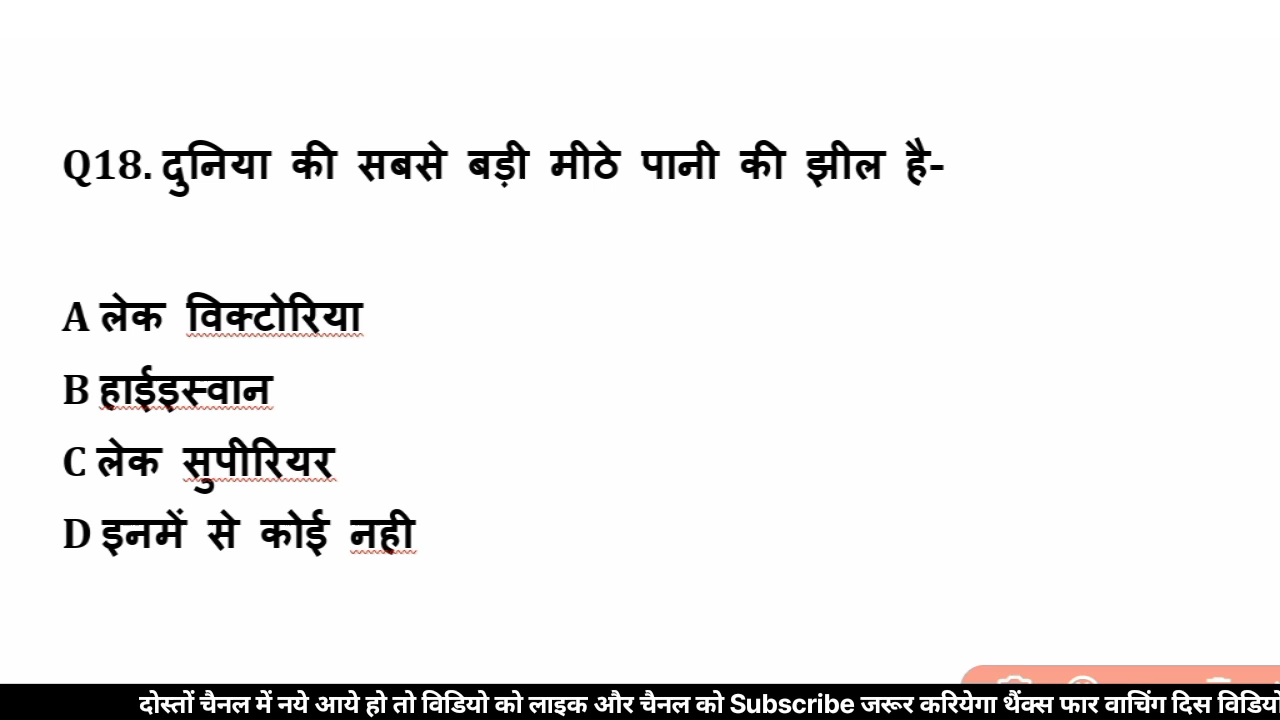 Q18. दुनिया की सबसे बड़ी मीठे पानी की झील है-
A लेक विक्टोरिया
B हाईइस्वान
C लेक सुपीरियर
D इनमें से कोई नही
दोस्तों चैनल में नये आये हो तो विडियो को लाइक और चैनल को Subscribe जरूर करियेगा थैंक्स फार वाचिंग दिस